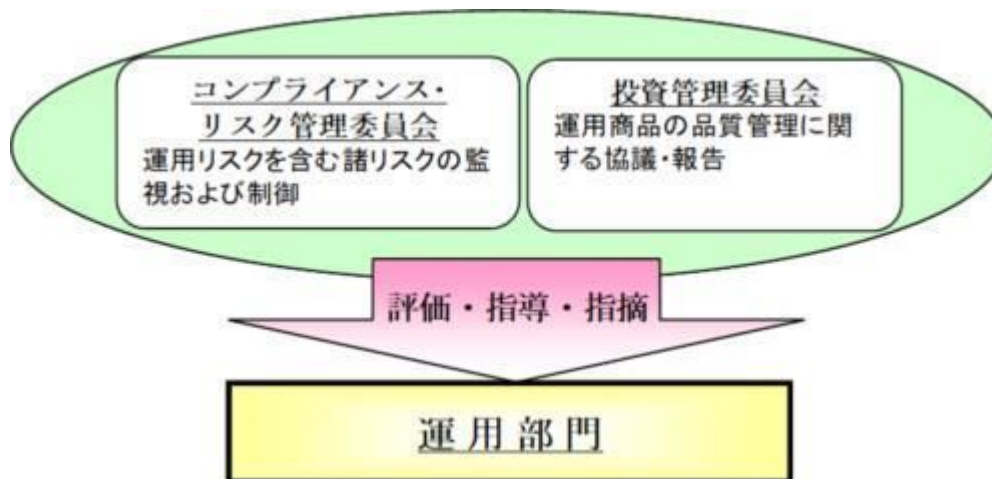 コンプライアンス・
リスク管理委員会
運用リスクを含む諸リスクの監
視および制御
投資管理委員会
運用商品の品質管理に関
する協議・報告
評価・指導・指摘
運用部門